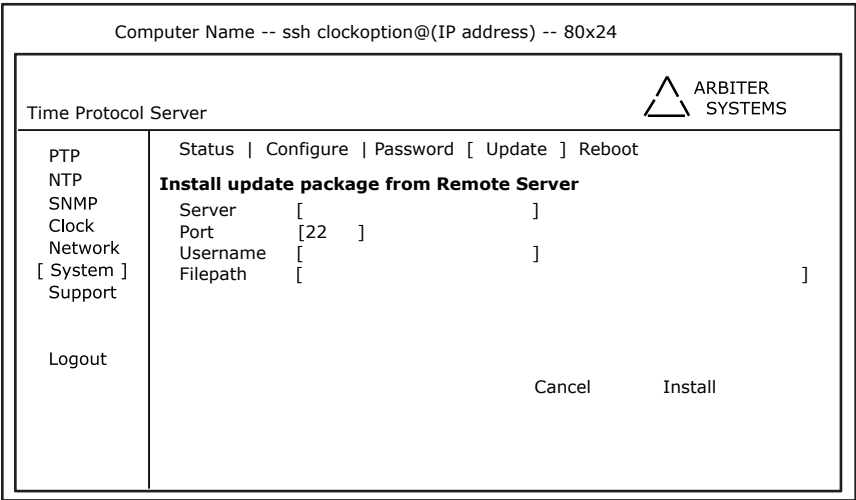 Computer Name -- ssh clockoption@(IP address) -- 80x24
ARBITER
SYSTEMS
Time Protocol Server
PTP
NTP
SNMP
Clock
Network
[ System ]
Support
Logout
Status | Configure | Password [ Update ] Reboot
Install update package from Remote Server
Server [ ]
Port [22 ]
Username [ ]
Filepath [ ]
Cancel Install